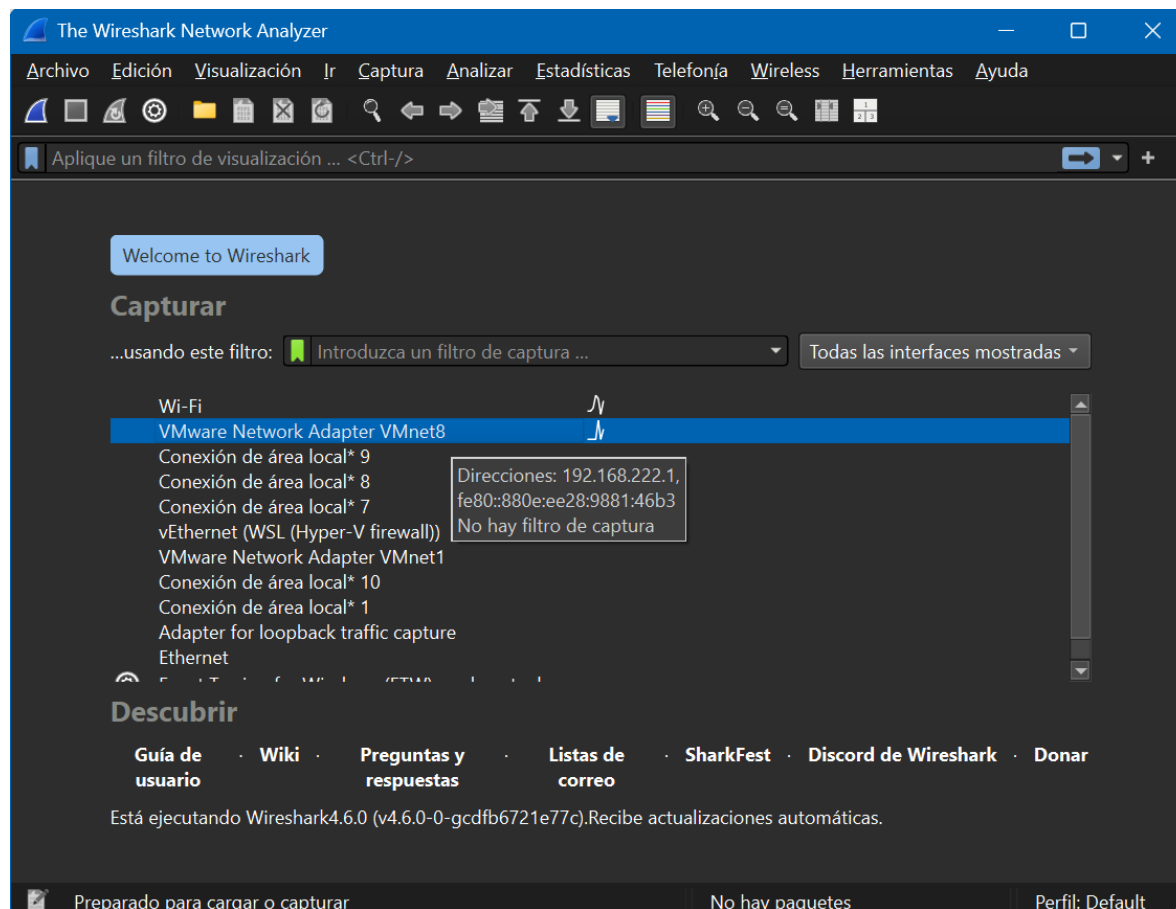 The Wireshark Network Analyzer
Archivo Edición Visualización Ir Captura Analizar Estadísticas Telefonía Wireless Herramientas Ayuda
Aplique un filtro de visualización ... <Ctrl-/>
Welcome to Wireshark
Capturar
...usando este filtro: Introduzca un filtro de captura ... Todas las interfaces mostradas
Wi-Fi
VMware Network Adapter VMnet8
Conexión de área local* 9
Conexión de área local* 8
Conexión de área local* 7
vEthernet (WSL (Hyper-V firewall))
VMware Network Adapter VMnet1
Conexión de área local* 10
Conexión de área local* 1
Adapter for loopback traffic capture
Ethernet
Direcciones: 192.168.222.1,
fe80::880e:ee28:9881:46b3
No hay filtro de captura
Descubrir
Guía de usuario · Wiki · Preguntas y respuestas · Listas de correo · SharkFest · Discord de Wireshark · Donar
Está ejecutando Wireshark4.6.0 (v4.6.0-0-gcdfb6721e77c).Recibe actualizaciones automáticas.
Preparado para cargar o capturar No hay paquetes Perfil: Default